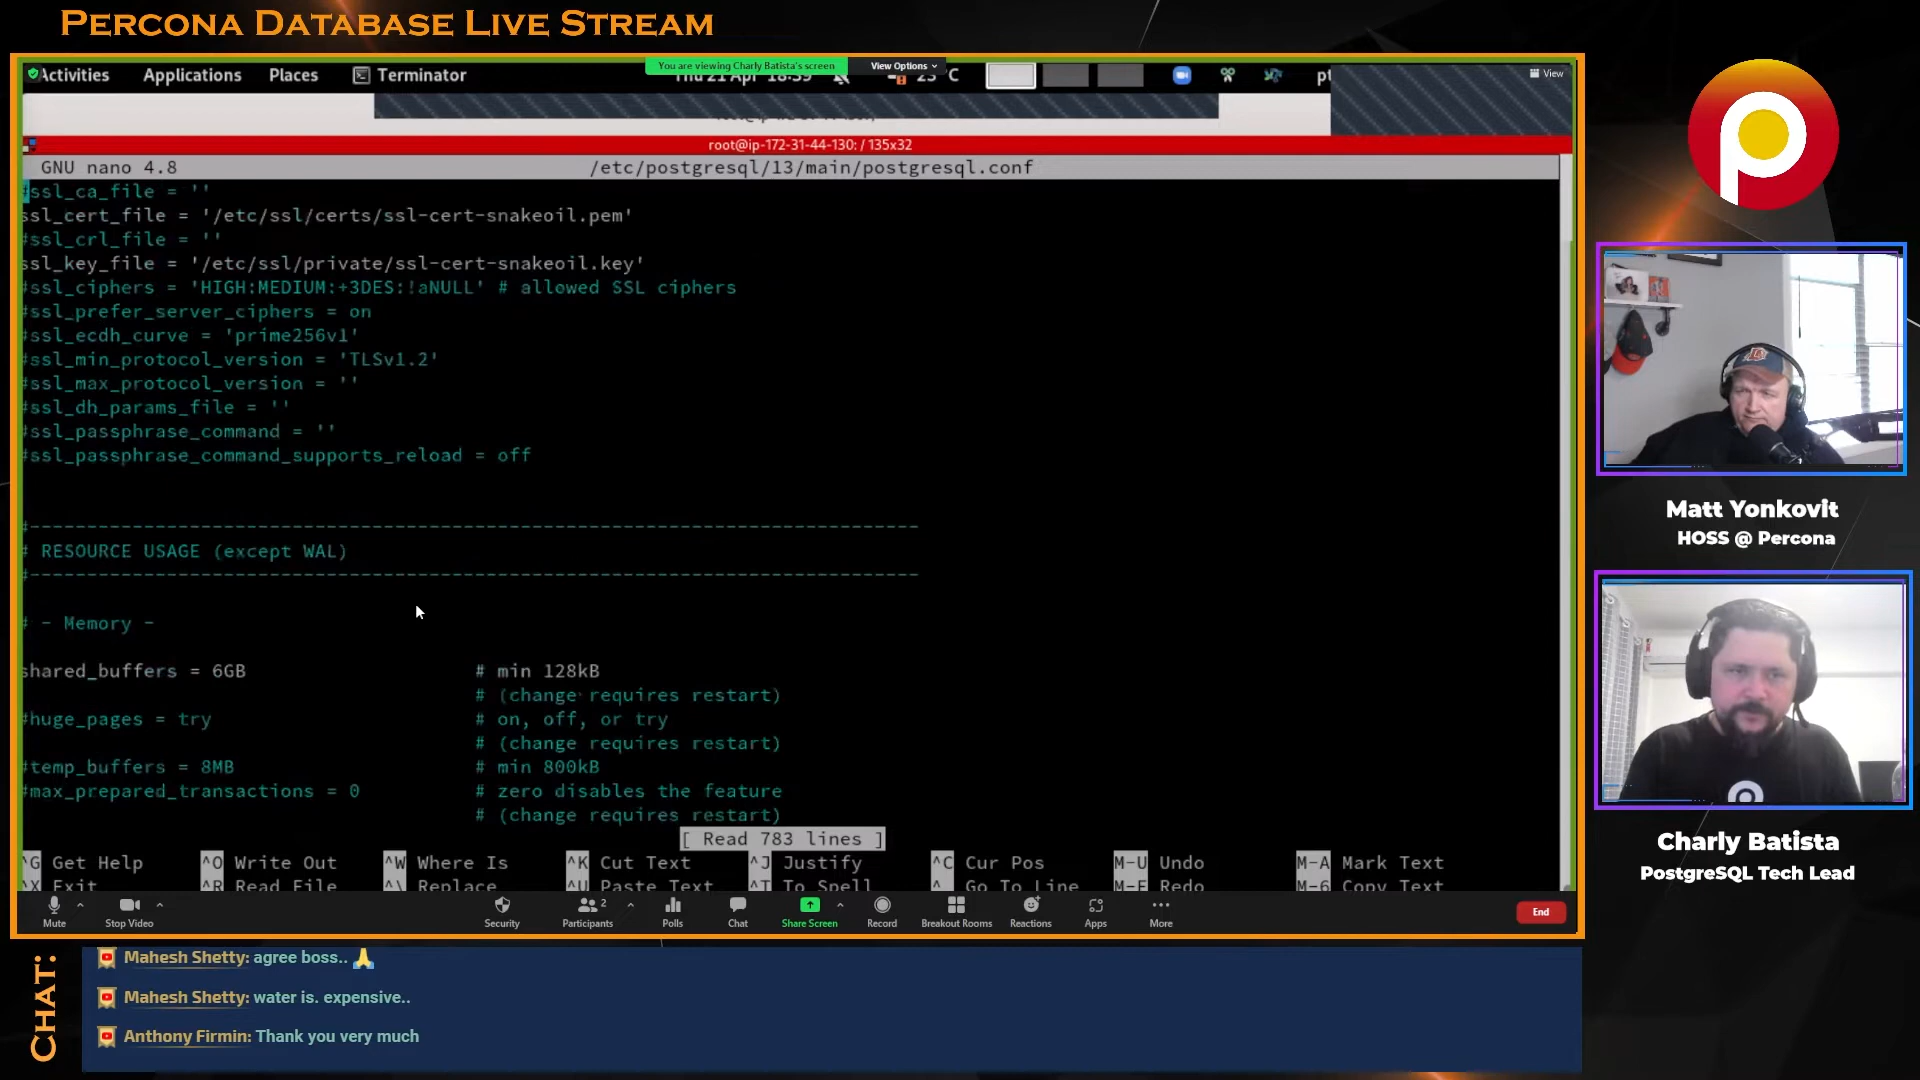 Percona Database Live Stream
Activities Applications Places Terminator
You are viewing Charly Batista's screen View Options
View
root@ip-172-31-44-130: / 135x32
GNU nano 4.8 /etc/postgresql/13/main/postgresql.conf
#ssl_ca_file = ''
ssl_cert_file = '/etc/ssl/certs/ssl-cert-snakeoil.pem'
#ssl_crl_file = ''
ssl_key_file = '/etc/ssl/private/ssl-cert-snakeoil.key'
#ssl_ciphers = 'HIGH:MEDIUM:+3DES:!aNULL' # allowed SSL ciphers
#ssl_prefer_server_ciphers = on
#ssl_ecdh_curve = 'prime256v1'
#ssl_min_protocol_version = 'TLSv1.2'
#ssl_max_protocol_version = ''
#ssl_dh_params_file = ''
#ssl_passphrase_command = ''
#ssl_passphrase_command_supports_reload = off
#------------------------------------------------------------------------------
# RESOURCE USAGE (except WAL)
#------------------------------------------------------------------------------
# - Memory -
shared_buffers = 6GB # min 128kB
# (change requires restart)
#huge_pages = try # on, off, or try
# (change requires restart)
#temp_buffers = 8MB # min 800kB
#max_prepared_transactions = 0 # zero disables the feature
# (change requires restart)
[ Read 783 lines ]
^G Get Help ^O Write Out ^W Where Is ^K Cut Text ^J Justify ^C Cur Pos M-U Undo M-A Mark Text
^X Exit ^R Read File ^\ Replace ^U Paste Text ^T To Spell ^_ Go To Line M-E Redo M-6 Copy Text
Mute Stop Video Security Participants 2 Polls Chat Share Screen Record Breakout Rooms Reactions Apps More End
Matt Yonkovit
HOSS @ Percona
Charly Batista
PostgreSQL Tech Lead
Chat:
Mahesh Shetty: agree boss.. 🙏
Mahesh Shetty: water is. expensive..
Anthony Firmin: Thank you very much